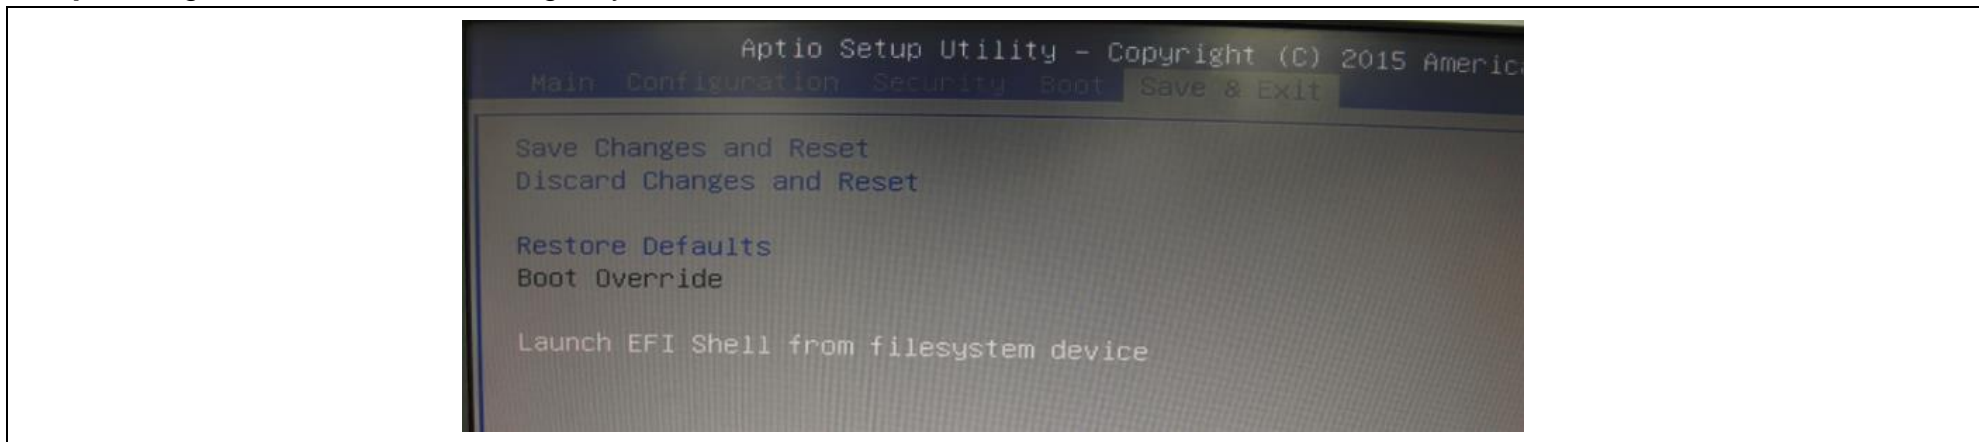 Aptio Setup Utility – Copyright (C) 2015 Americ
Main Configuration Security Boot Save & Exit
Save Changes and Reset
Discard Changes and Reset
Restore Defaults
Boot Override
Launch EFI Shell from filesystem device